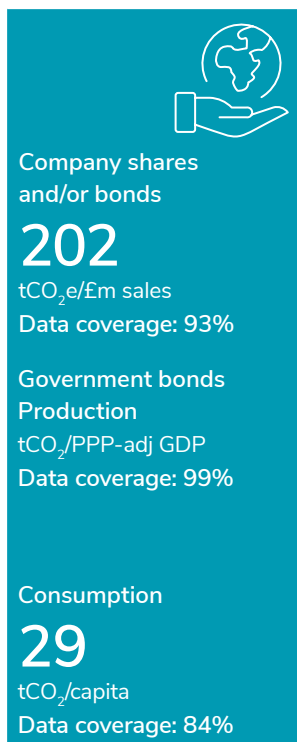 Company shares
and/or bonds
202
tCO₂e/£m sales
Data coverage: 93%
Government bonds
Production
tCO₂/PPP-adj GDP
Data coverage: 99%
Consumption
29
tCO₂/capita
Data coverage: 84%